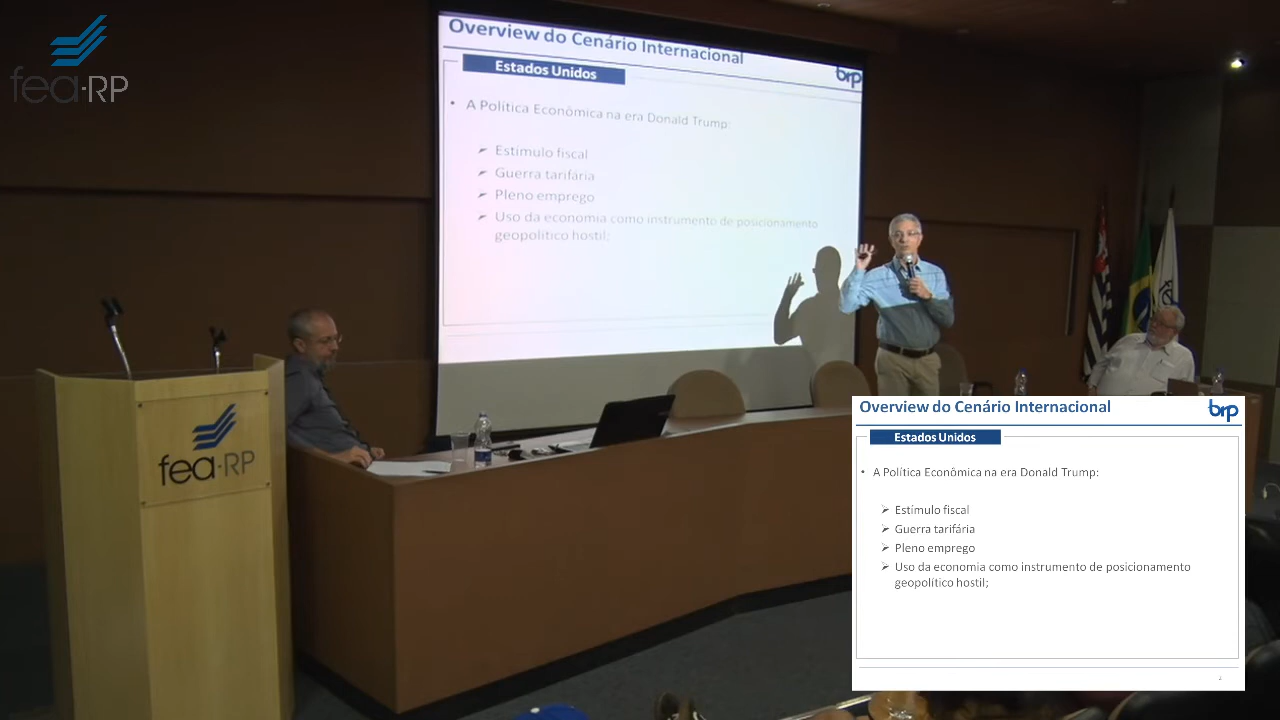 fea-RP
Overview do Cenário Internacional
brp
Estados Unidos
• A Política Econômica na era Donald Trump:
Estímulo fiscal
Guerra tarifária
Pleno emprego
Uso da economia como instrumento de posicionamento
geopolítico hostil;
fea-RP
Overview do Cenário Internacional
brp
Estados Unidos
• A Política Econômica na era Donald Trump:
➢ Estímulo fiscal
➢ Guerra tarifária
➢ Pleno emprego
➢ Uso da economia como instrumento de posicionamento
geopolítico hostil;